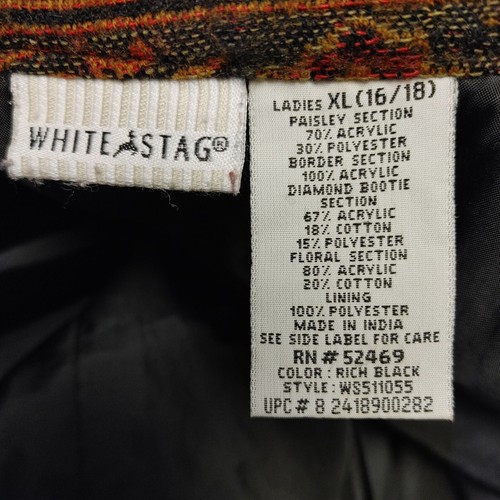 WHITE STAG®
LADIES XL (16/18)
PAISLEY SECTION
70% ACRYLIC
30% POLYESTER
BORDER SECTION
100% ACRYLIC
DIAMOND BOOTIE
SECTION
67% ACRYLIC
18% COTTON
15% POLYESTER
FLORAL SECTION
80% ACRYLIC
20% COTTON
LINING
100% POLYESTER
MADE IN INDIA
SEE SIDE LABEL FOR CARE
RN # 52469
COLOR : RICH BLACK
STYLE : WS511055
UPC # 8 2418900282